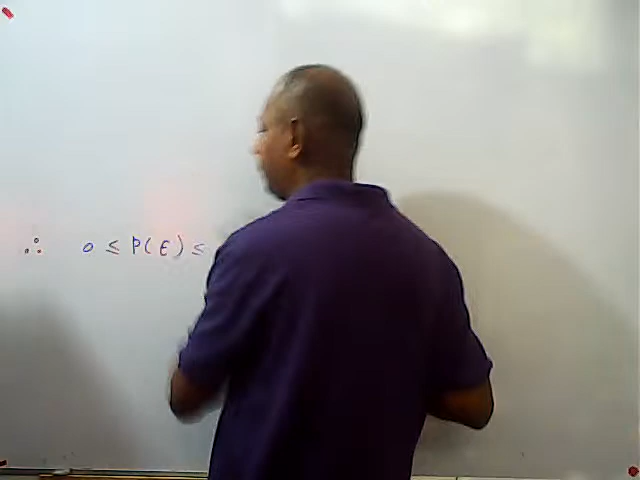 ∴ 0 ≤ P(E) ≤